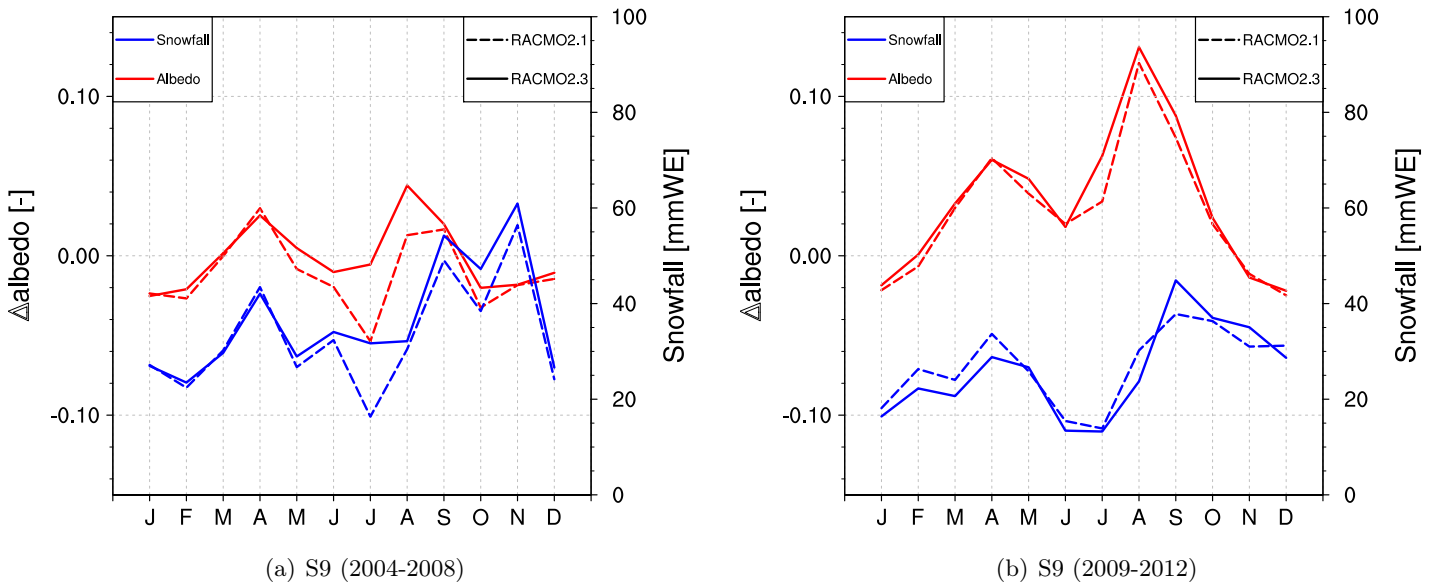 Snowfall
Albedo
RACMO2.1
RACMO2.3
0.10
0.00
-0.10
Δalbedo [-]
100
80
60
40
20
0
Snowfall [mmWE]
J F M A M J J A S O N D
(a) S9 (2004-2008)
Snowfall
Albedo
RACMO2.1
RACMO2.3
0.10
0.00
-0.10
Δalbedo [-]
100
80
60
40
20
0
Snowfall [mmWE]
J F M A M J J A S O N D
(b) S9 (2009-2012)